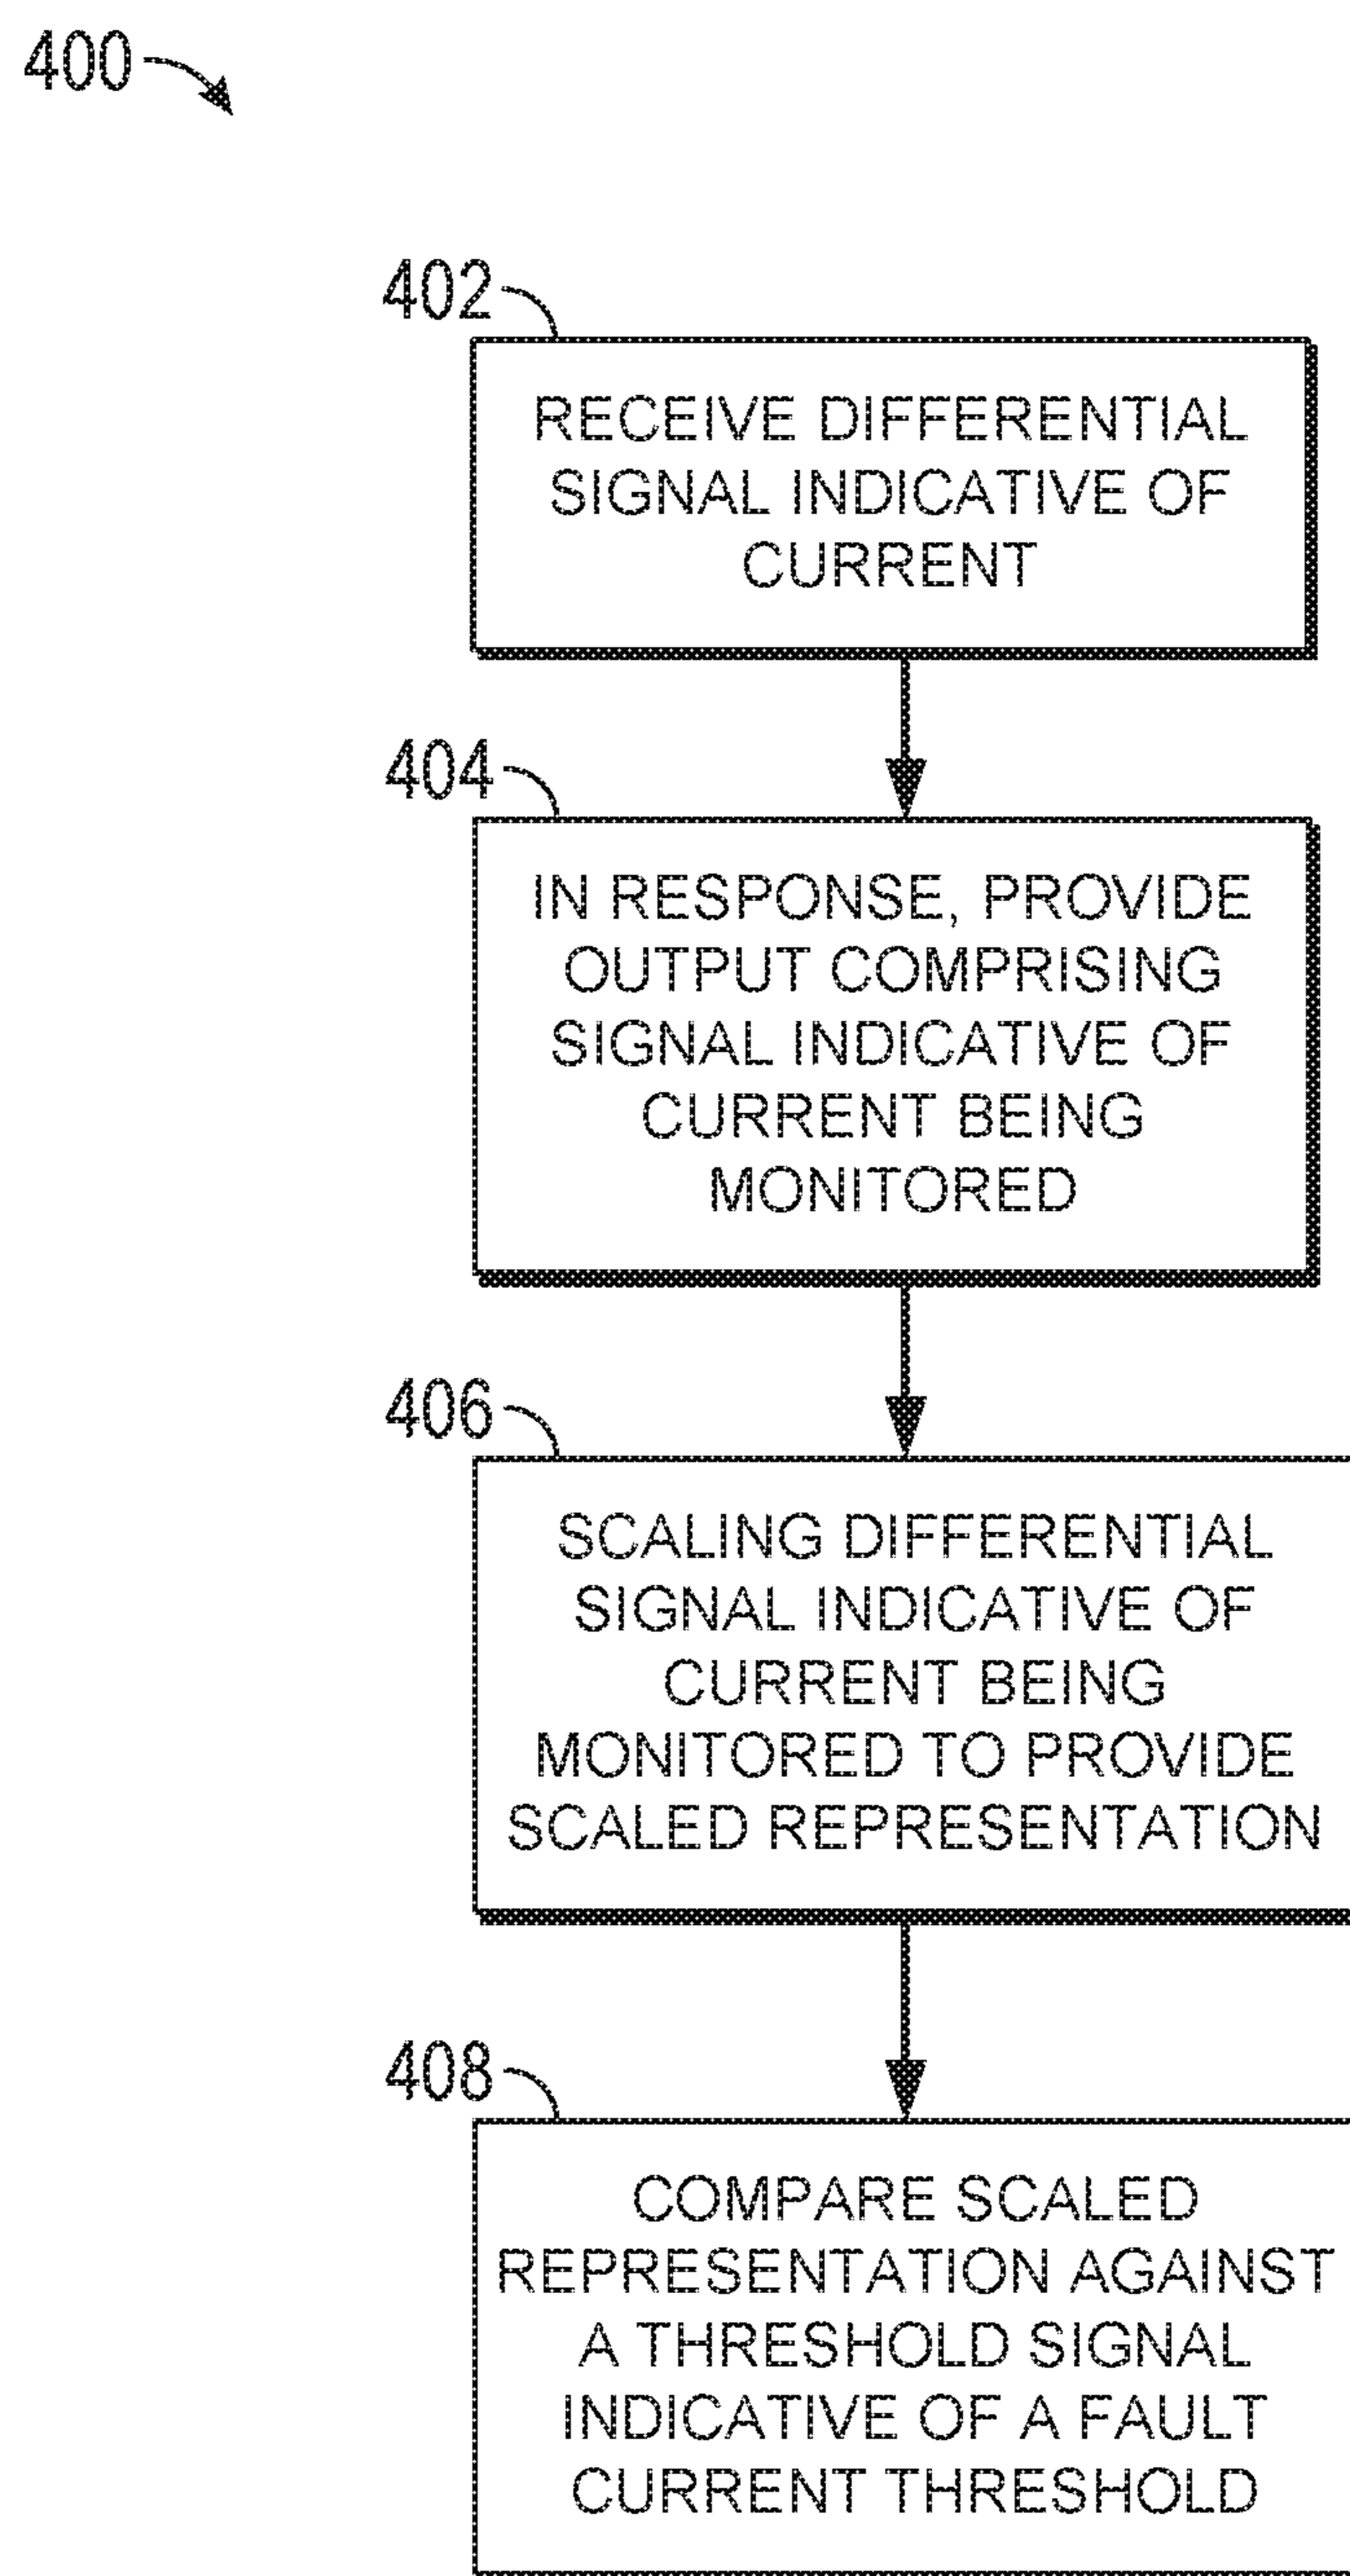 400
402
RECEIVE DIFFERENTIAL
SIGNAL INDICATIVE OF
CURRENT
404
IN RESPONSE, PROVIDE
OUTPUT COMPRISING
SIGNAL INDICATIVE OF
CURRENT BEING
MONITORED
406
SCALING DIFFERENTIAL
SIGNAL INDICATIVE OF
CURRENT BEING
MONITORED TO PROVIDE
SCALED REPRESENTATION
408
COMPARE SCALED
REPRESENTATION AGAINST
A THRESHOLD SIGNAL
INDICATIVE OF A FAULT
CURRENT THRESHOLD